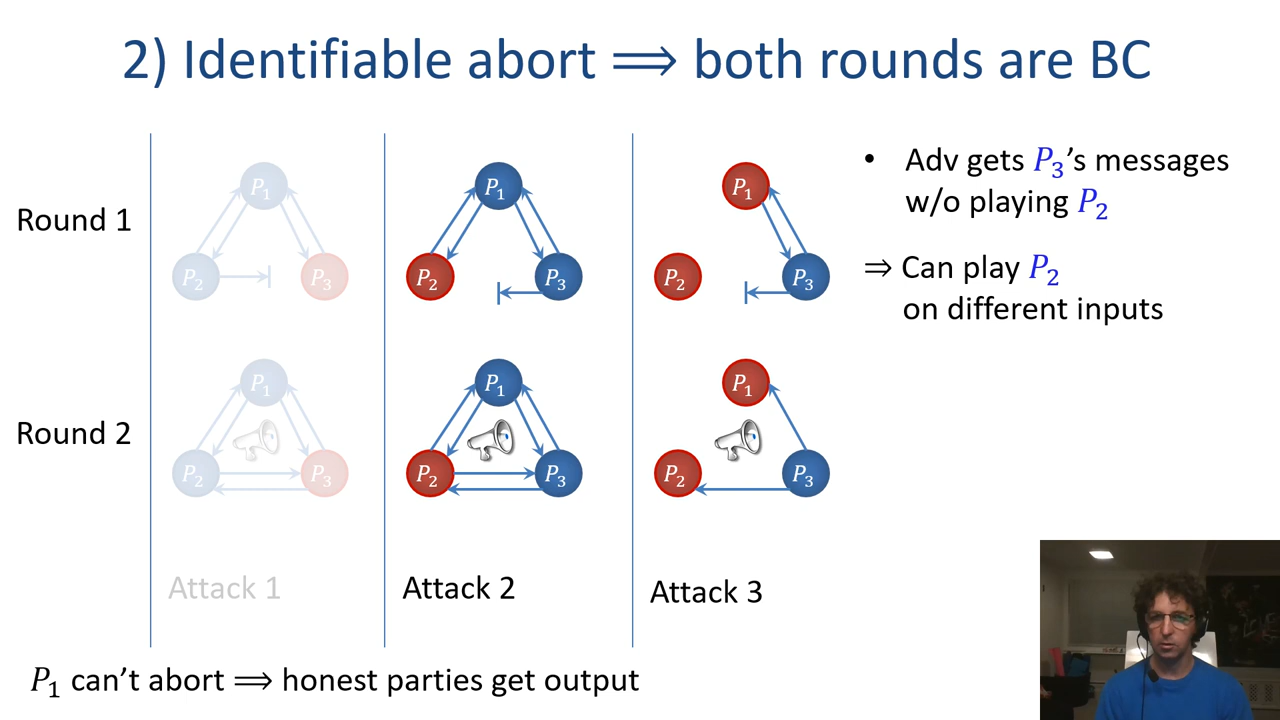 2) Identifiable abort ⟹ both rounds are BC
Round 1
P₁
P₂
P₃
P₁
P₂
P₃
P₁
P₂
P₃
• Adv gets P₃'s messages
w/o playing P₂
⇒ Can play P₂
on different inputs
Round 2
P₁
P₂
P₃
P₁
P₂
P₃
P₁
P₂
P₃
Attack 1
Attack 2
Attack 3
P₁ can't abort ⟹ honest parties get output